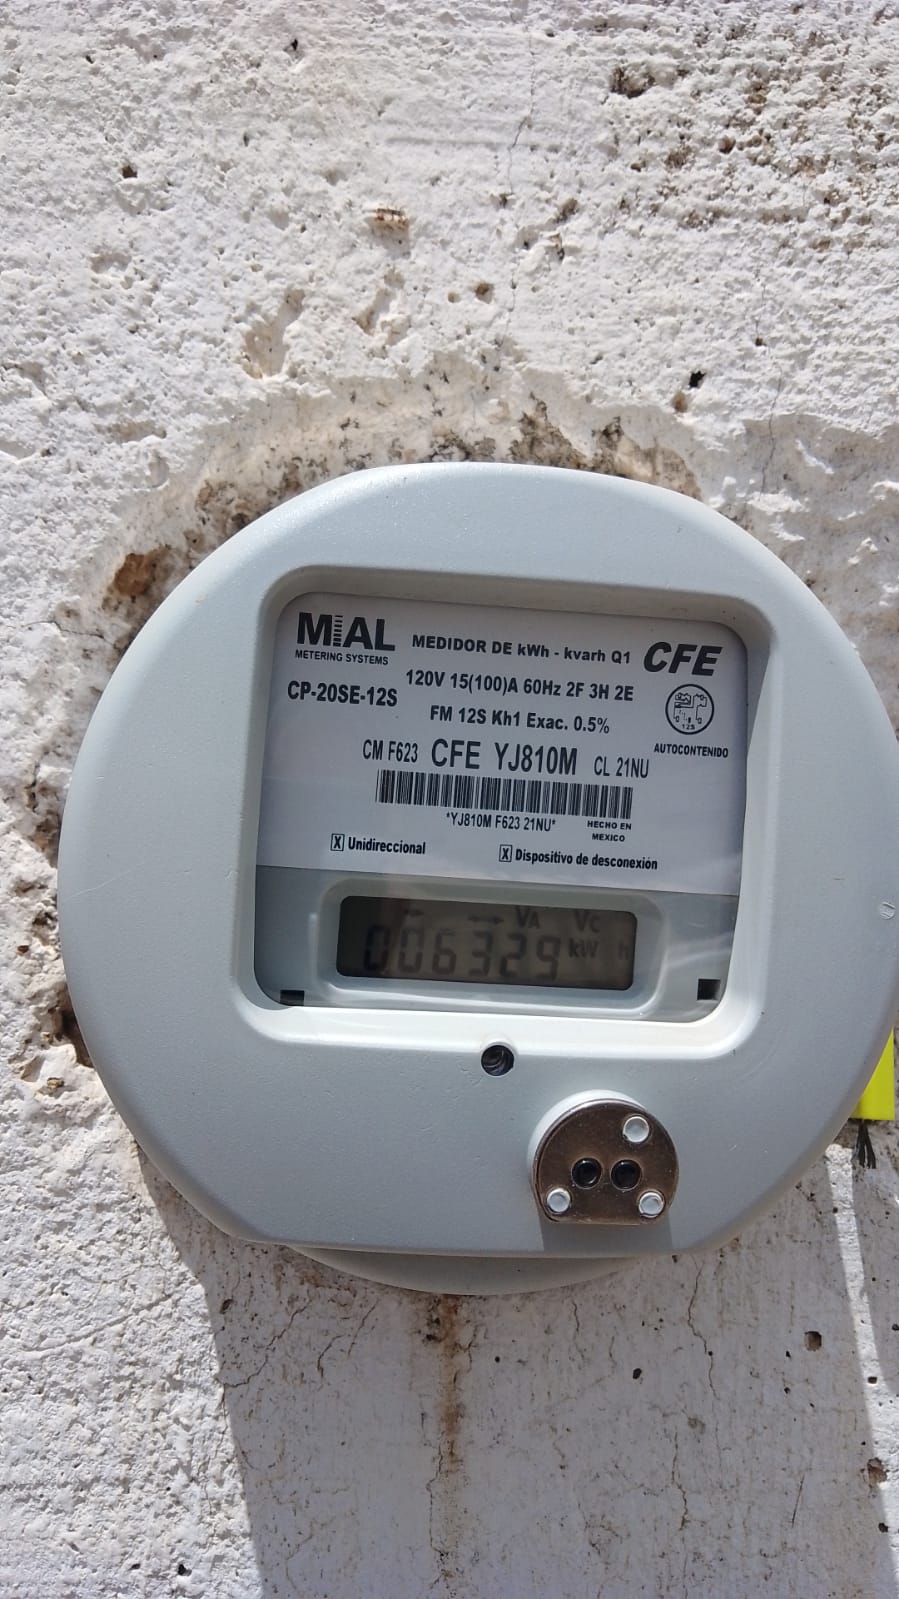 MIAL
METERING SYSTEMS
MEDIDOR DE kWh - kvarh Q1
CFE
CP-20SE-12S
120V 15(100)A 60Hz 2F 3H 2E
FM 12S Kh1 Exac. 0.5%
12S
AUTOCONTENIDO
CM F623 CFE YJ810M CL 21NU
*YJ810M F623 21NU*
HECHO EN
MEXICO
X Unidireccional
X Dispositivo de desconexión
VA VC
006329 kW h